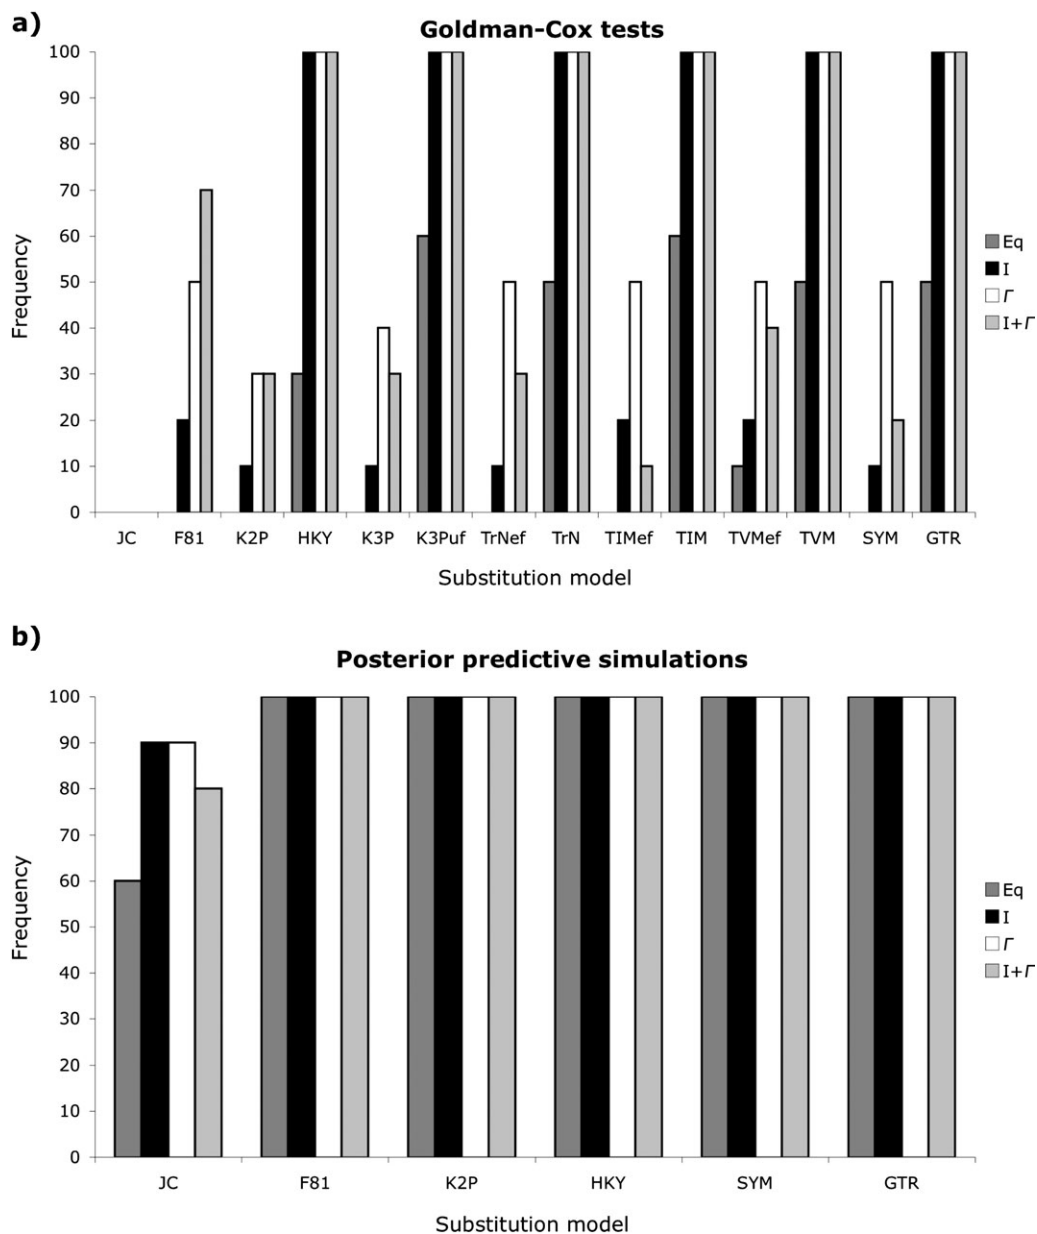 a)
Goldman-Cox tests
100
90
80
70
60
50
40
30
20
10
0
Frequency
JC F81 K2P HKY K3P K3Puf TrNef TrN TIMef TIM TVMef TVM SYM GTR
Substitution model
Eq
I
Γ
I+Γ
b)
Posterior predictive simulations
100
90
80
70
60
50
40
30
20
10
0
Frequency
JC F81 K2P HKY SYM GTR
Substitution model
Eq
I
Γ
I+Γ